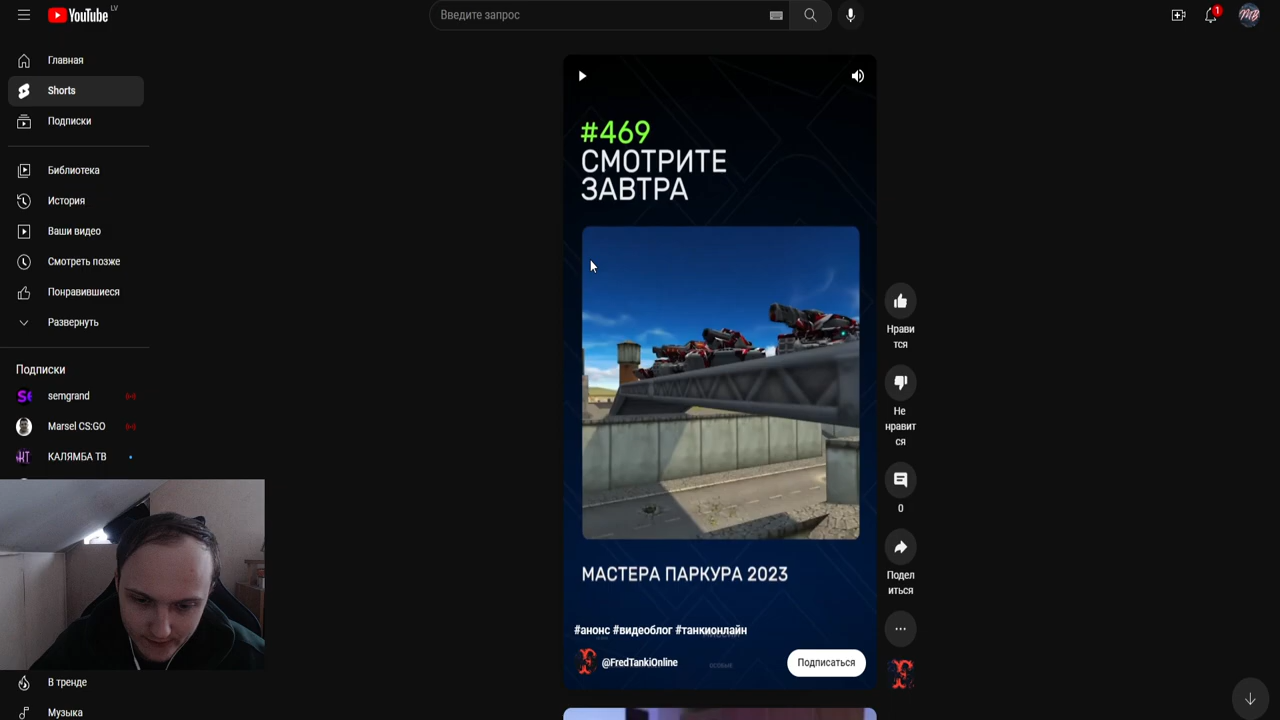 YouTube LV
Введите запрос
1
MB
Главная
Shorts
Подписки
Библиотека
История
Ваши видео
Смотреть позже
Понравившиеся
Развернуть
Подписки
semgrand
Marsel CS:GO
КАЛЯМБА ТВ
В тренде
Музыка
#469
СМОТРИТЕ
ЗАВТРА
МАСТЕРА ПАРКУРА 2023
#анонс #видеоблог #танкионлайн
@FredTankiOnline
Подписаться
Нрави
тся
Не
нравит
ся
0
Подел
иться